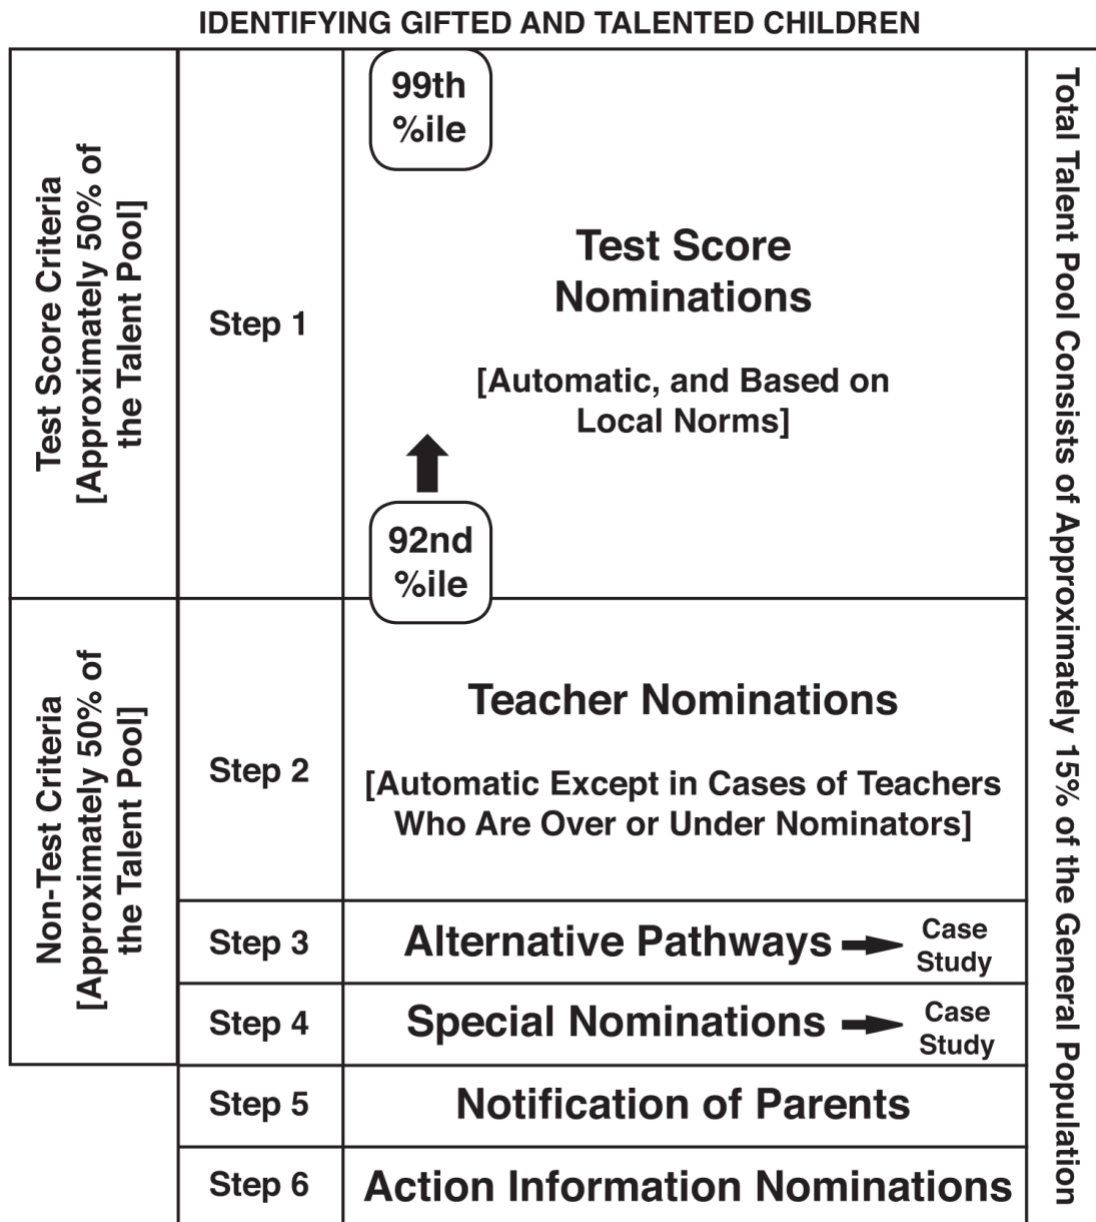 IDENTIFYING GIFTED AND TALENTED CHILDREN
Test Score Criteria
[Approximately 50% of
the Talent Pool]
Step 1
99th
%ile
Test Score
Nominations
[Automatic, and Based on
Local Norms]
92nd
%ile
Non-Test Criteria
[Approximately 50% of
the Talent Pool]
Step 2
Teacher Nominations
[Automatic Except in Cases of Teachers
Who Are Over or Under Nominators]
Step 3
Alternative Pathways
Case
Study
Step 4
Special Nominations
Case
Study
Step 5
Notification of Parents
Step 6
Action Information Nominations
Total Talent Pool Consists of Approximately 15% of the General Population